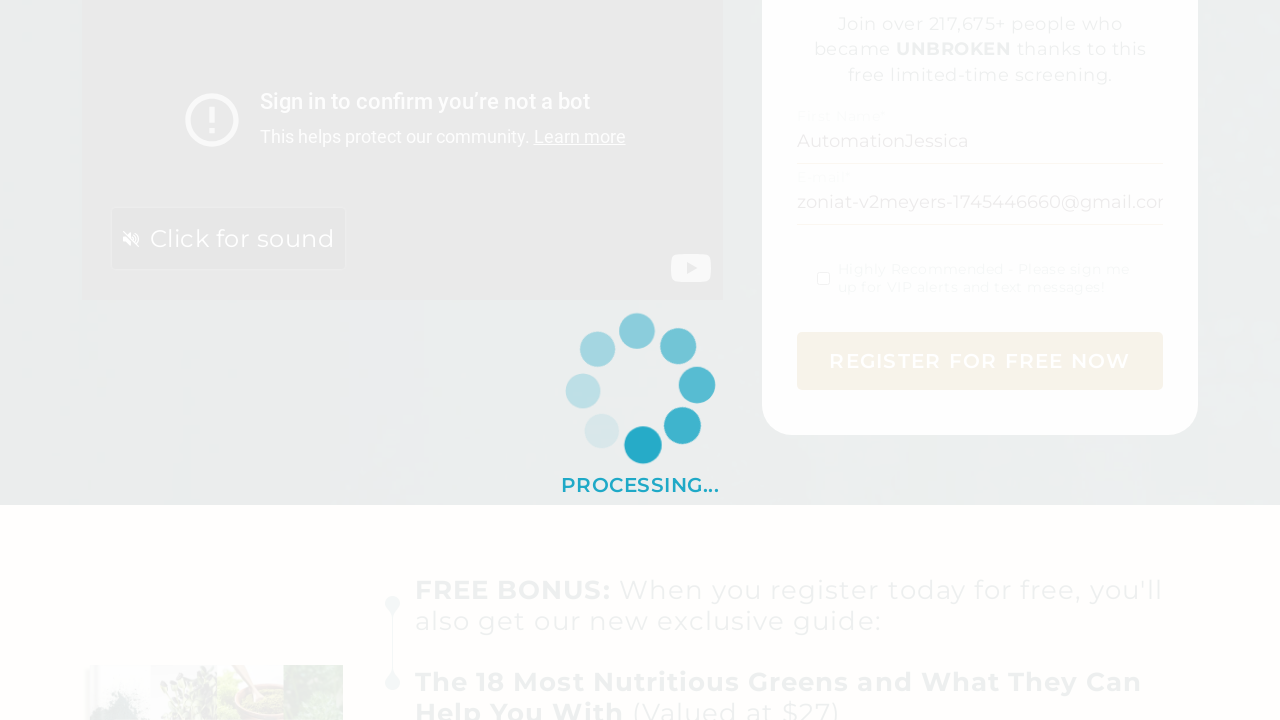 Join over 217,675+ people who
became UNBROKEN thanks to this
free limited-time screening.
Sign in to confirm you're not a bot
This helps protect our community. Learn more
AutomationJessica
zoniat-v2meyers-1745446660@gmail.cor
Click for sound
Highly Recommended - Please sign me
up for VIP alerts and text messages!
REGISTER FOR FREE NOW
PROCESSING...
FREE BONUS: When you register today for free, you'll
also get our new exclusive guide:
The 18 Most Nutritious Greens and What They Can
Help You With (Valued at $27)